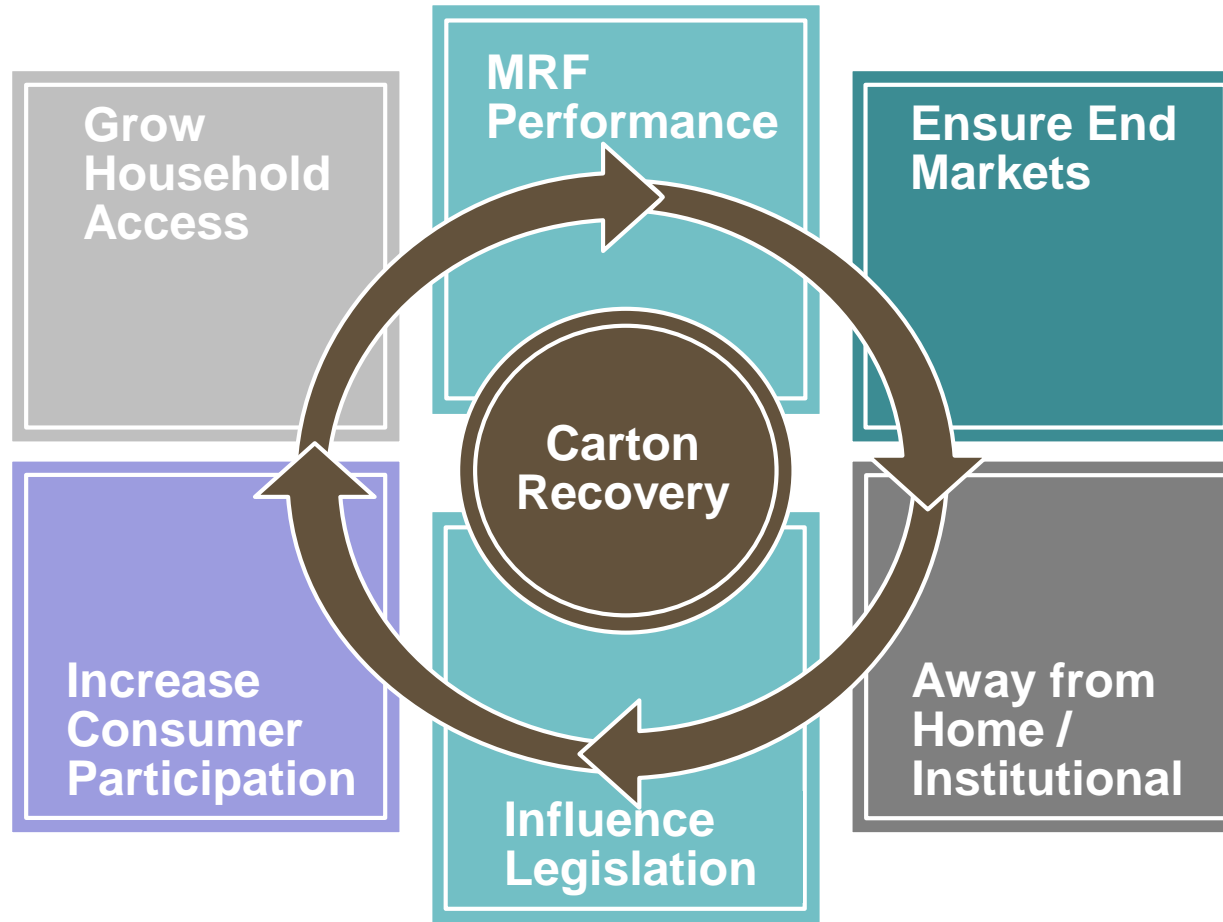 MRF
Performance
Grow
Household
Access
Ensure End
Markets
Carton
Recovery
Increase
Consumer
Participation
Away from
Home /
Institutional
Influence
Legislation